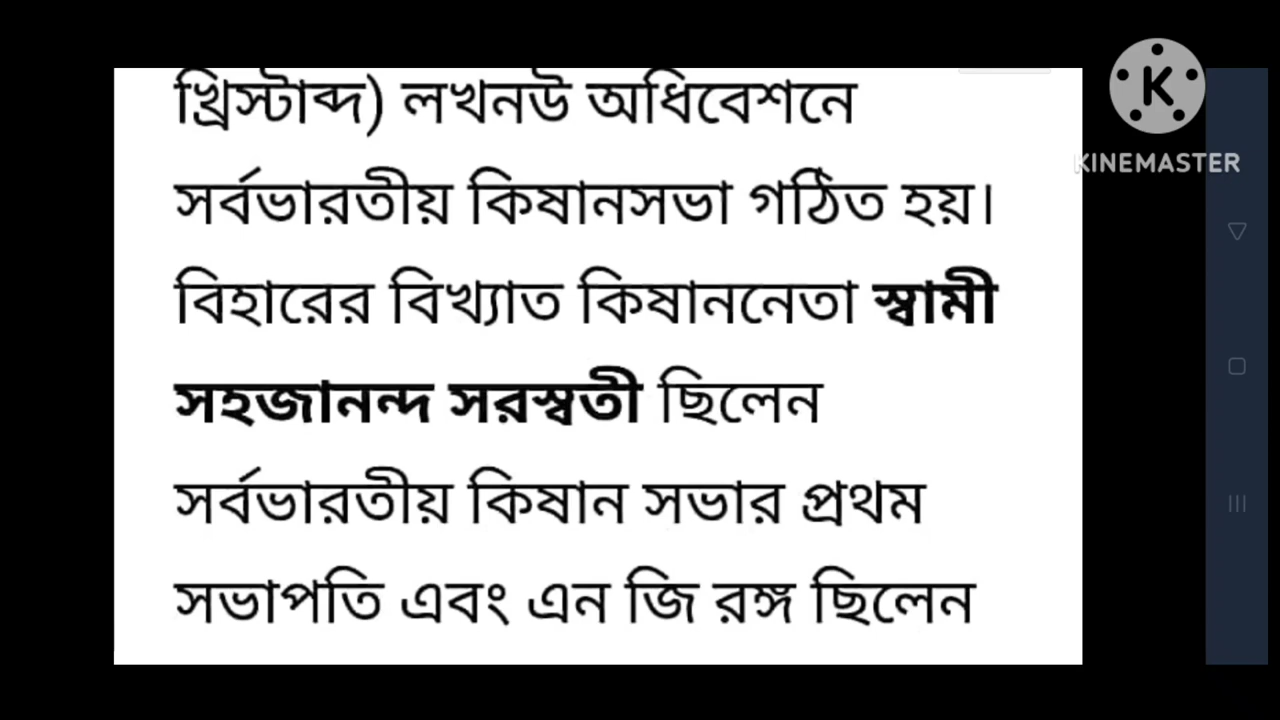 খ্রিস্টাব্দ) লখনউ অধিবেশনে
সর্বভারতীয় কিষানসভা গঠিত হয়।
বিহারের বিখ্যাত কিষাননেতা স্বামী
সহজানন্দ সরস্বতী ছিলেন
সর্বভারতীয় কিষান সভার প্রথম
সভাপতি এবং এন জি রঙ্গ ছিলেন
K
KINEMASTER